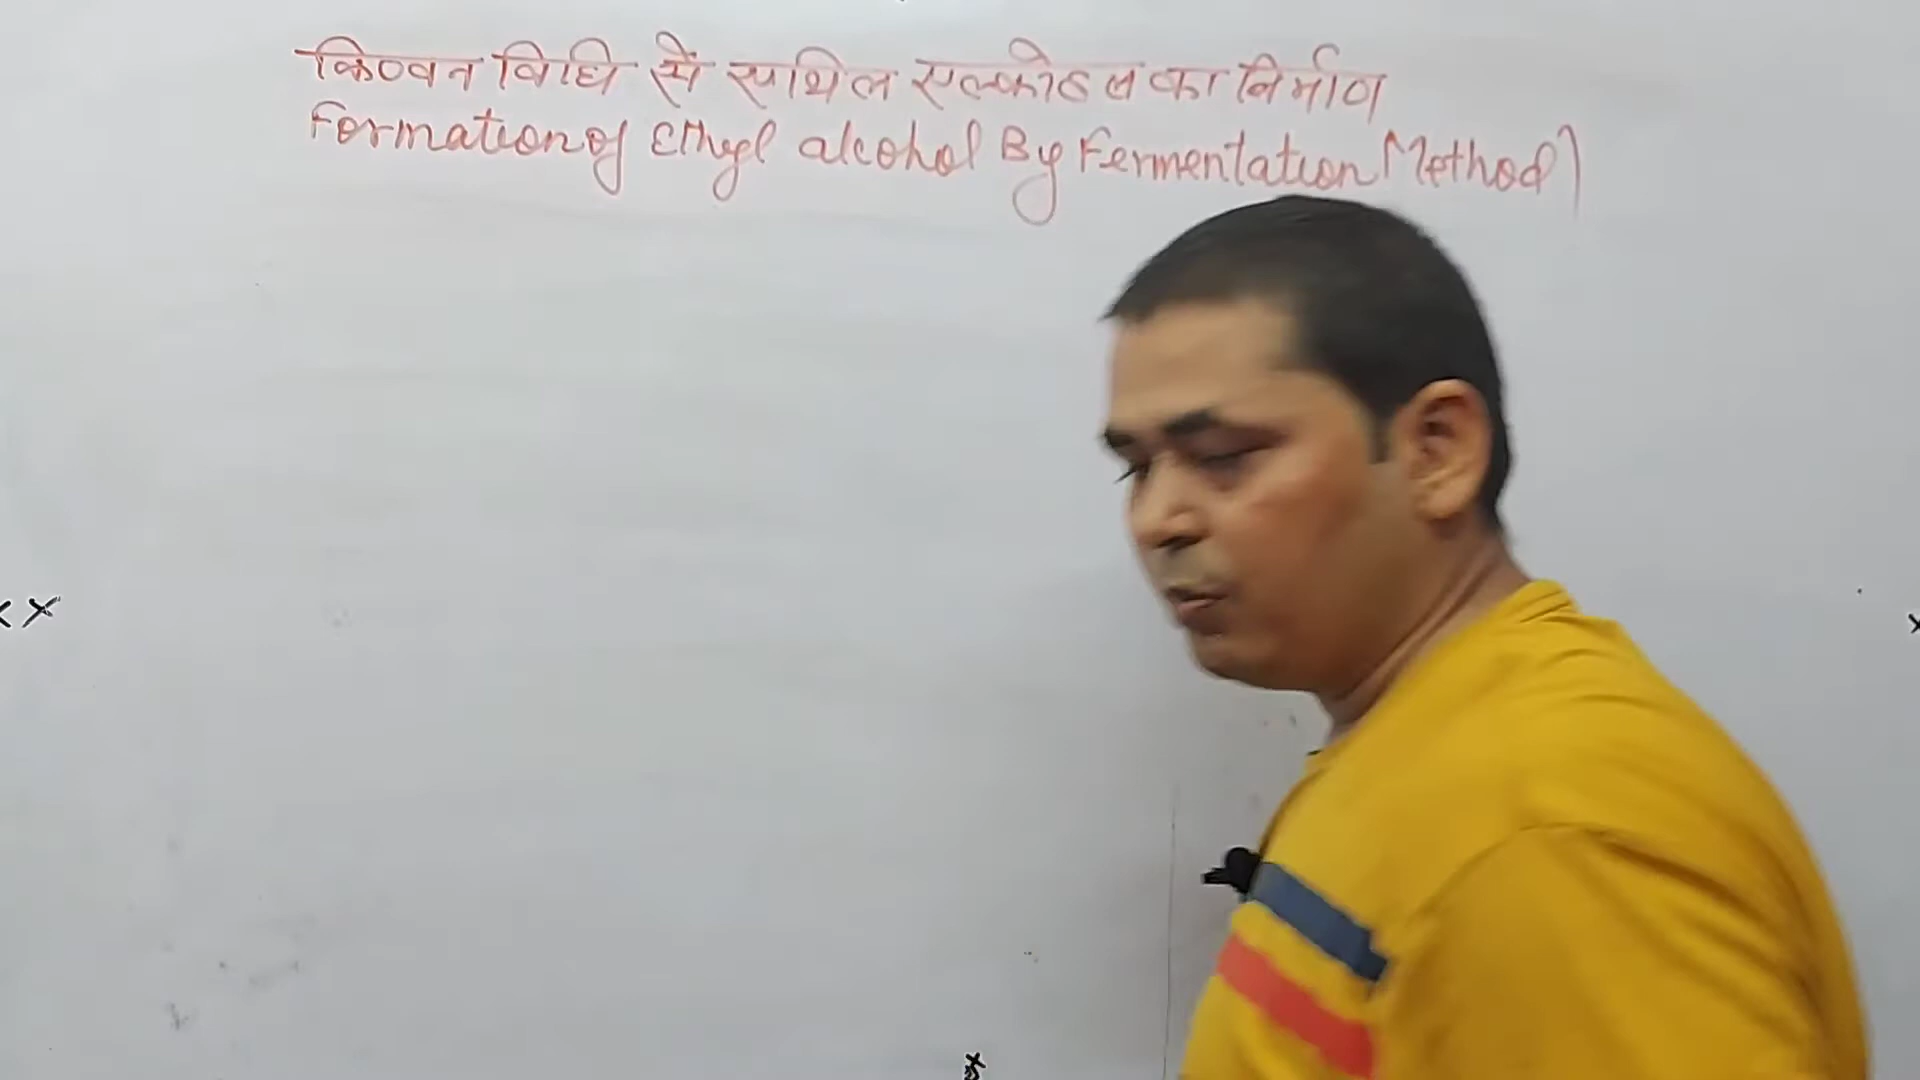 किण्वन विधि से एथिल एल्कोहल का निर्माण
Formation of Ethyl alcohol By Fermentation Method)